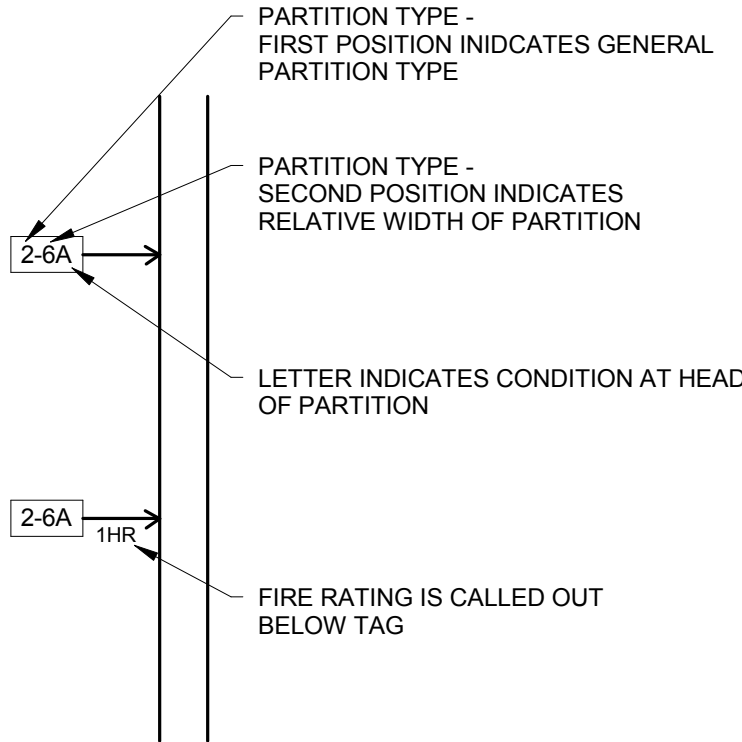 PARTITION TYPE -
FIRST POSITION INIDCATES GENERAL
PARTITION TYPE
PARTITION TYPE -
SECOND POSITION INDICATES
RELATIVE WIDTH OF PARTITION
2-6A
LETTER INDICATES CONDITION AT HEAD
OF PARTITION
2-6A
1HR
FIRE RATING IS CALLED OUT
BELOW TAG